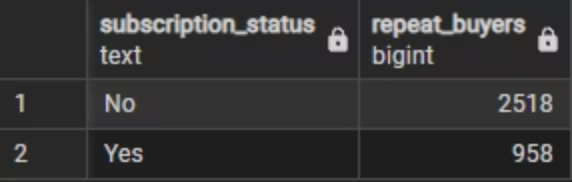 subscription_status repeat_buyers
text bigint
1 No 2518
2 Yes 958